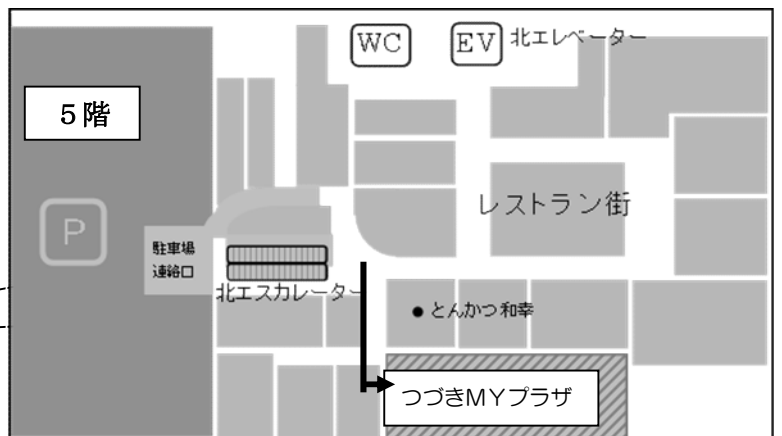 WC
EV
北エレベーター
5階
P
レストラン街
駐車場
連絡口
北エスカレーター
●とんかつ和幸
つづきMYプラザ